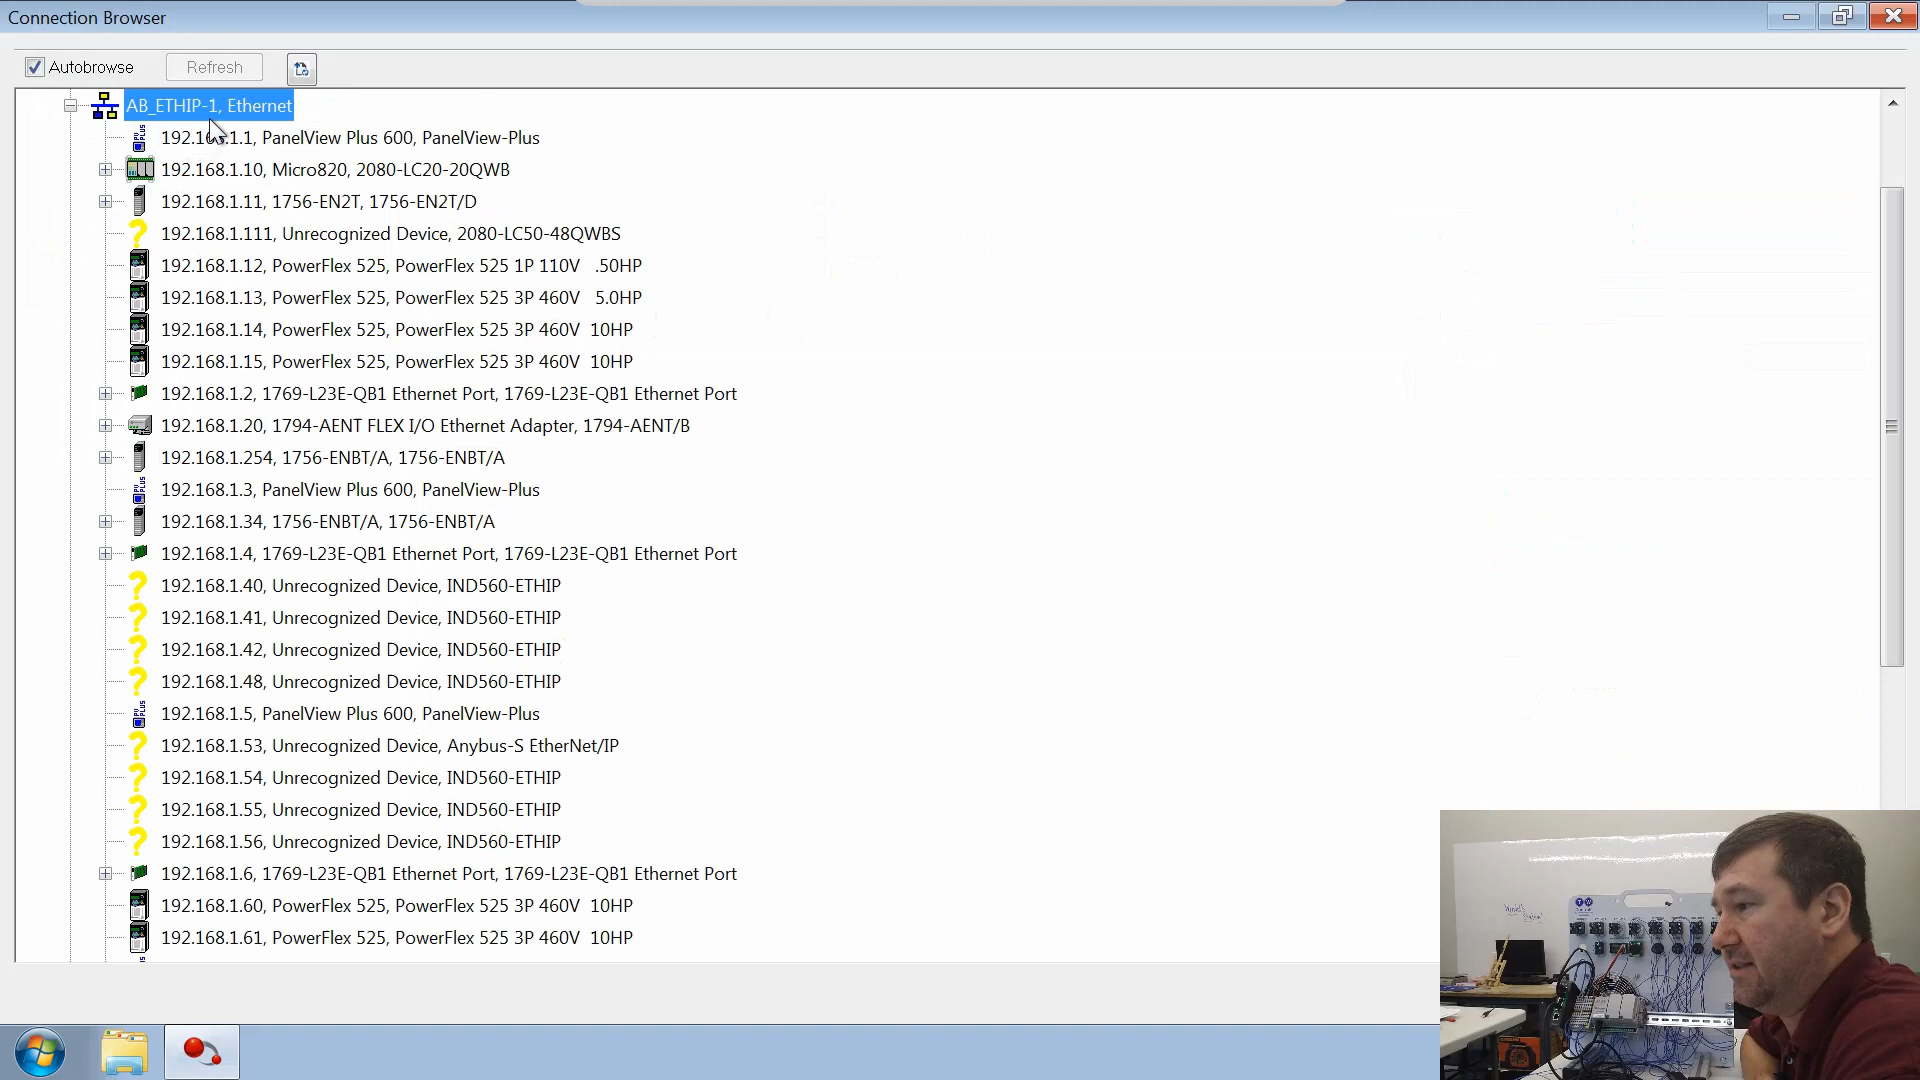 Connection Browser
Autobrowse
Refresh
AB_ETHIP-1, Ethernet
192.168.1.1, PanelView Plus 600, PanelView-Plus
192.168.1.10, Micro820, 2080-LC20-20QWB
192.168.1.11, 1756-EN2T, 1756-EN2T/D
192.168.1.111, Unrecognized Device, 2080-LC50-48QWBS
192.168.1.12, PowerFlex 525, PowerFlex 525 1P 110V .50HP
192.168.1.13, PowerFlex 525, PowerFlex 525 3P 460V 5.0HP
192.168.1.14, PowerFlex 525, PowerFlex 525 3P 460V 10HP
192.168.1.15, PowerFlex 525, PowerFlex 525 3P 460V 10HP
192.168.1.2, 1769-L23E-QB1 Ethernet Port, 1769-L23E-QB1 Ethernet Port
192.168.1.20, 1794-AENT FLEX I/O Ethernet Adapter, 1794-AENT/B
192.168.1.254, 1756-ENBT/A, 1756-ENBT/A
192.168.1.3, PanelView Plus 600, PanelView-Plus
192.168.1.34, 1756-ENBT/A, 1756-ENBT/A
192.168.1.4, 1769-L23E-QB1 Ethernet Port, 1769-L23E-QB1 Ethernet Port
192.168.1.40, Unrecognized Device, IND560-ETHIP
192.168.1.41, Unrecognized Device, IND560-ETHIP
192.168.1.42, Unrecognized Device, IND560-ETHIP
192.168.1.48, Unrecognized Device, IND560-ETHIP
192.168.1.5, PanelView Plus 600, PanelView-Plus
192.168.1.53, Unrecognized Device, Anybus-S EtherNet/IP
192.168.1.54, Unrecognized Device, IND560-ETHIP
192.168.1.55, Unrecognized Device, IND560-ETHIP
192.168.1.56, Unrecognized Device, IND560-ETHIP
192.168.1.6, 1769-L23E-QB1 Ethernet Port, 1769-L23E-QB1 Ethernet Port
192.168.1.60, PowerFlex 525, PowerFlex 525 3P 460V 10HP
192.168.1.61, PowerFlex 525, PowerFlex 525 3P 460V 10HP